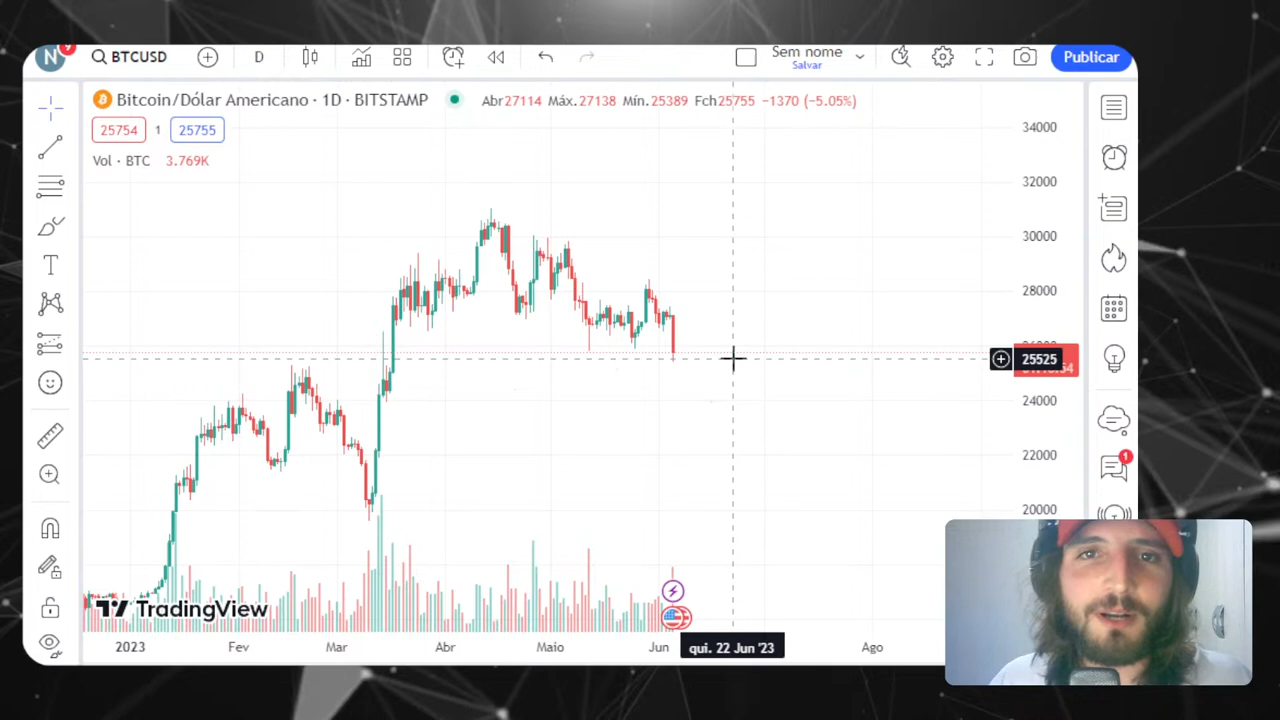 N 9 BTCUSD D Sem nome Publicar
Salvar
Bitcoin/Dólar Americano · 1D · BITSTAMP Abr27114 Máx.27138 Mín.25389 Fch25755 −1370 (−5.05%)
25754 1 25755
Vol · BTC 3.769K
34000
32000
30000
28000
25525
24000
22000
20000
1
TradingView
2023 Fev Mar Abr Maio Jun qui. 22 Jun '23 Ago